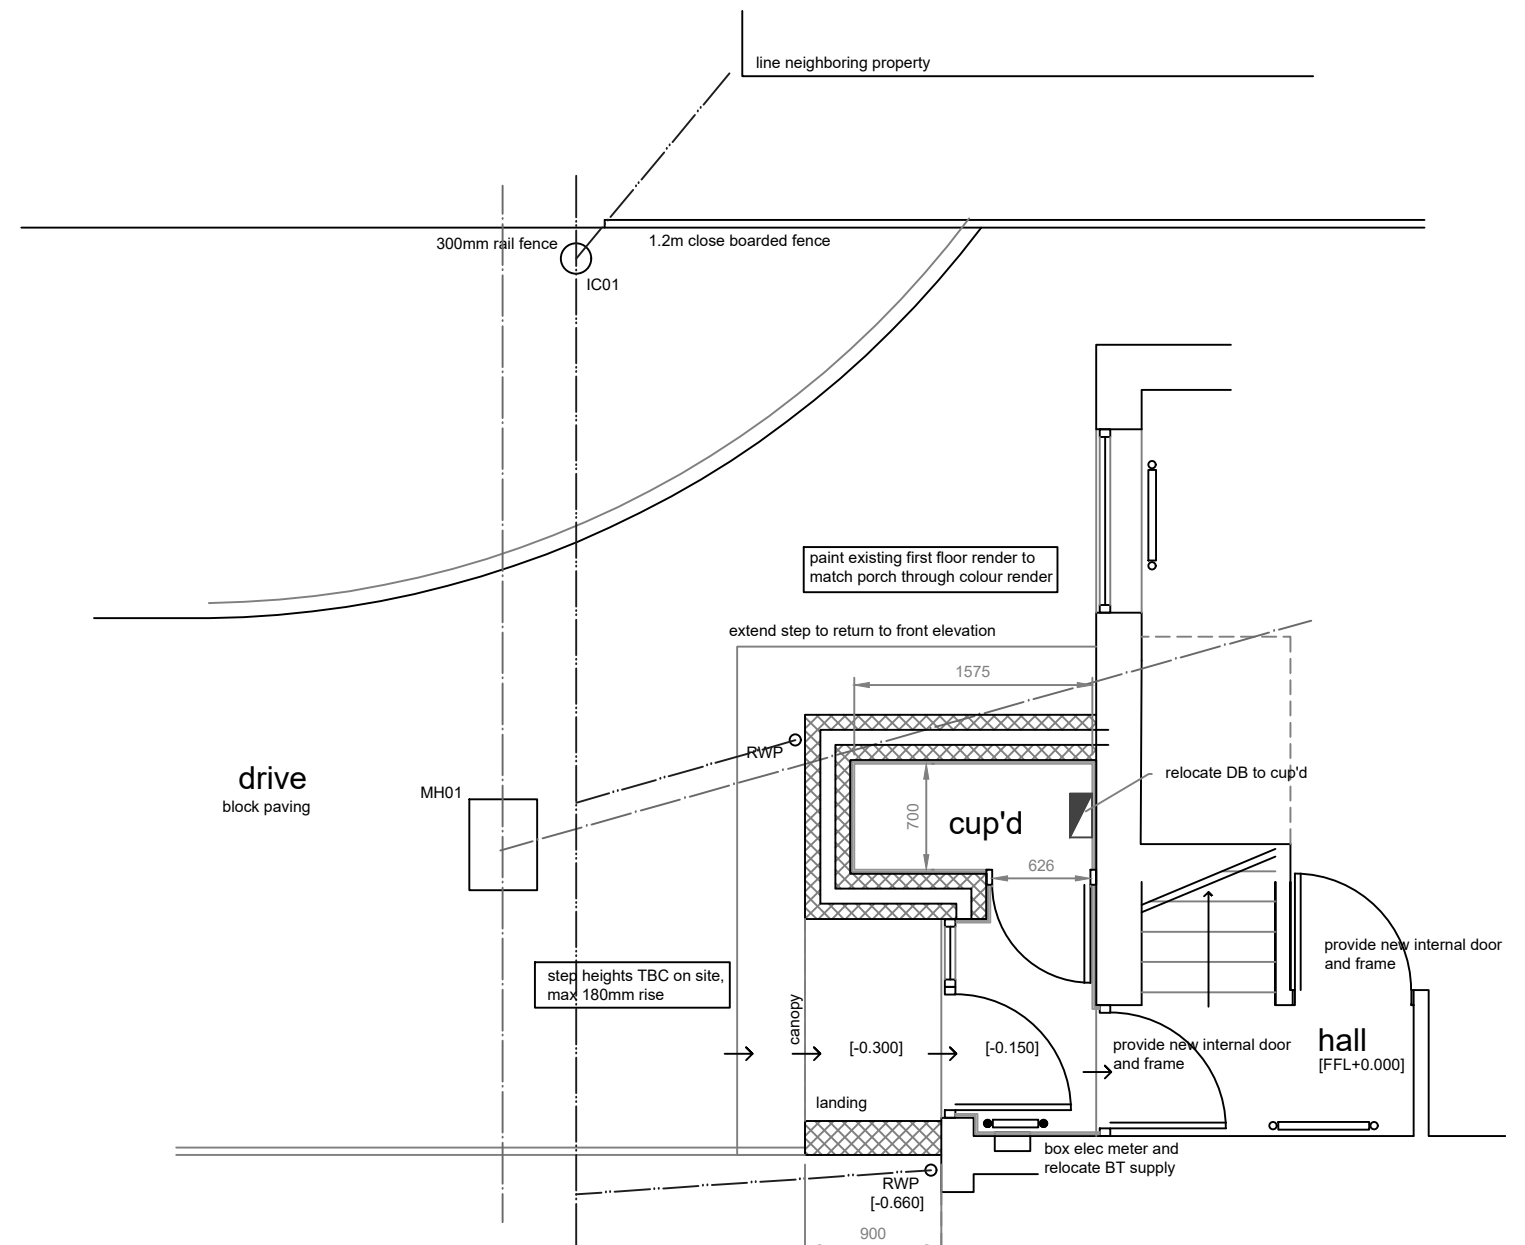 line neighboring property
300mm rail fence
1.2m close boarded fence
IC01
paint existing first floor render to
match porch through colour render
extend step to return to front elevation
1575
RWP
drive
block paving
MH01
relocate DB to cup'd
700
cup'd
626
provide new internal door
and frame
step heights TBC on site,
max 180mm rise
canopy
[-0.300]
[-0.150]
provide new internal door
and frame
hall
[FFL+0.000]
landing
box elec meter and
relocate BT supply
RWP
[-0.660]
900